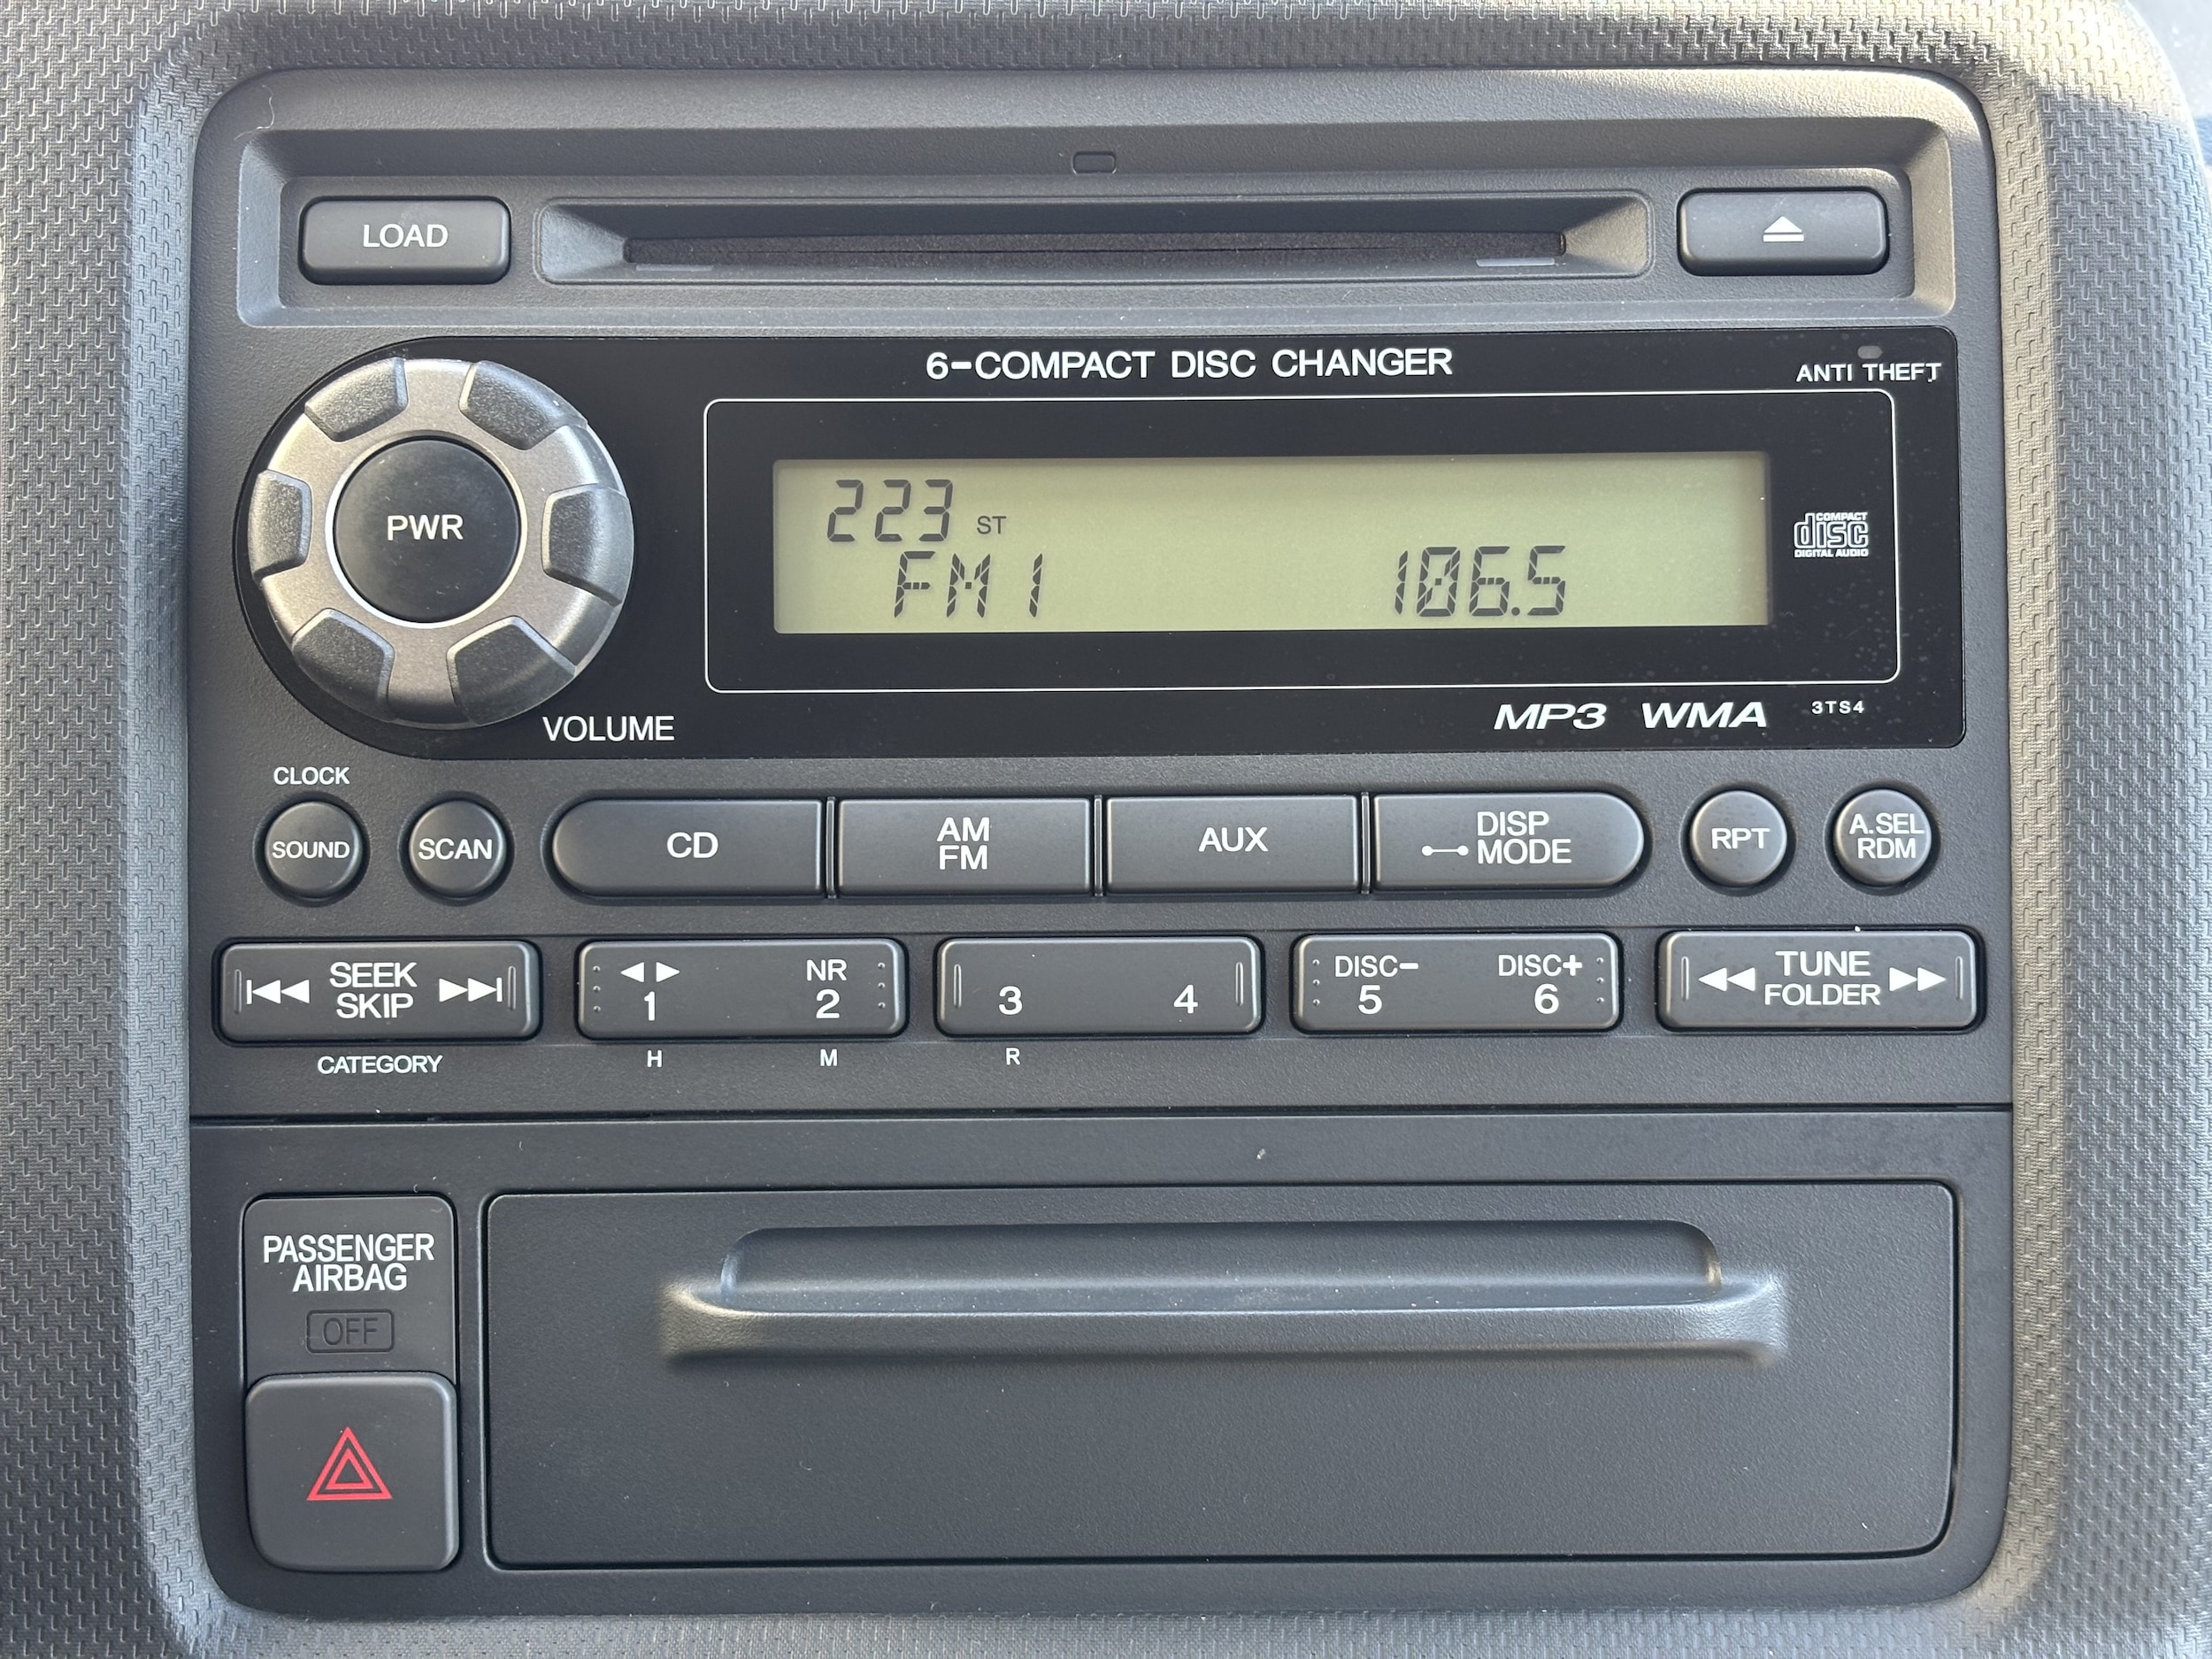 LOAD
6-COMPACT DISC CHANGER
ANTI THEFT
PWR
VOLUME
223 ST
FM1 106.5
COMPACT
disc
DIGITAL AUDIO
MP3 WMA 3TS4
CLOCK
SOUND
SCAN
CD
AM
FM
AUX
DISP
MODE
RPT
A.SEL
RDM
SEEK
SKIP
CATEGORY
1
NR
2
3
4
DISC-
5
DISC+
6
TUNE
FOLDER
H
M
R
PASSENGER
AIRBAG
OFF